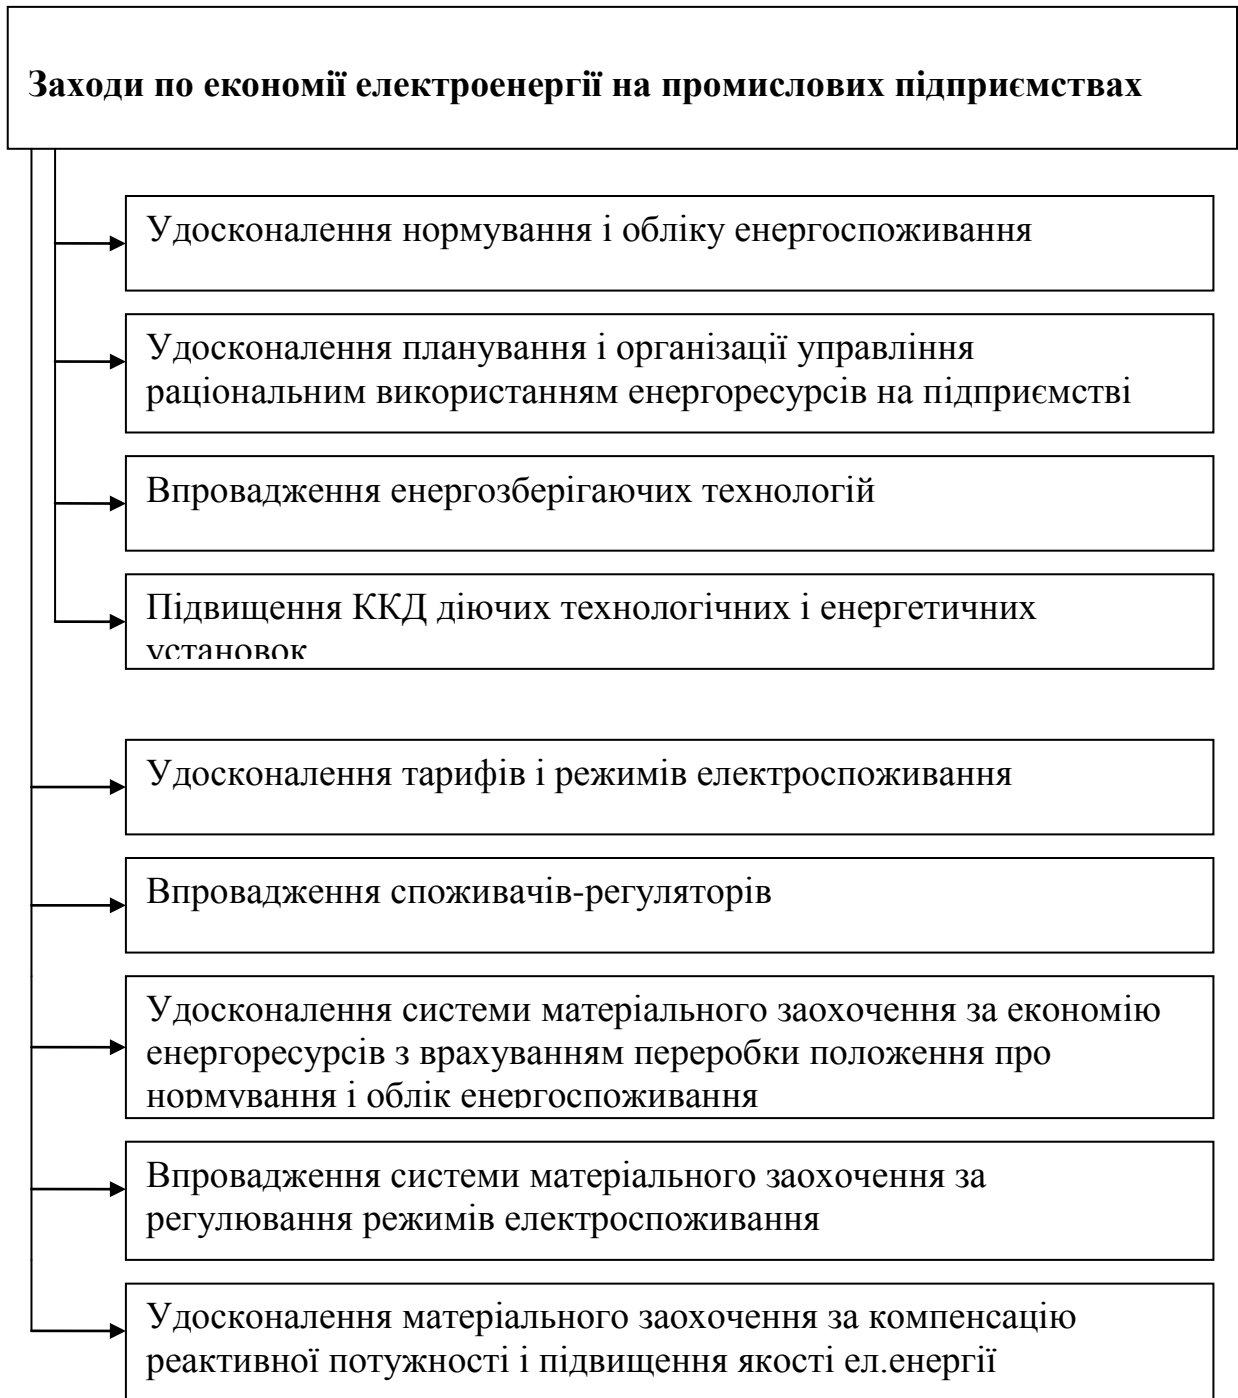 Заходи по економії електроенергії на промислових підприємствах
Удосконалення нормування і обліку енергоспоживання
Удосконалення планування і організації управління
раціональним використанням енергоресурсів на підприємстві
Впровадження енергозберігаючих технологій
Підвищення ККД діючих технологічних і енергетичних
установок
Удосконалення тарифів і режимів електроспоживання
Впровадження споживачів-регуляторів
Удосконалення системи матеріального заохочення за економію
енергоресурсів з врахуванням переробки положення про
нормування і облік енергоспоживання
Впровадження системи матеріального заохочення за
регулювання режимів електроспоживання
Удосконалення матеріального заохочення за компенсацію
реактивної потужності і підвищення якості ел.енергії